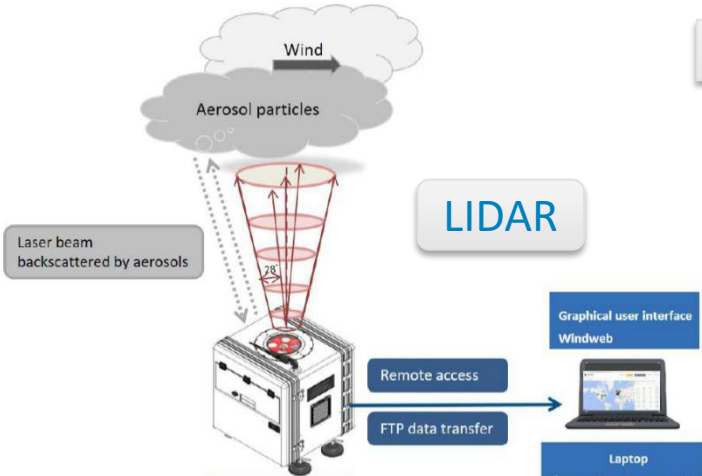 Wind
Aerosol particles
LIDAR
Laser beam
backscattered by aerosols
28°
Graphical user interface
Windweb
Remote access
FTP data transfer
Laptop